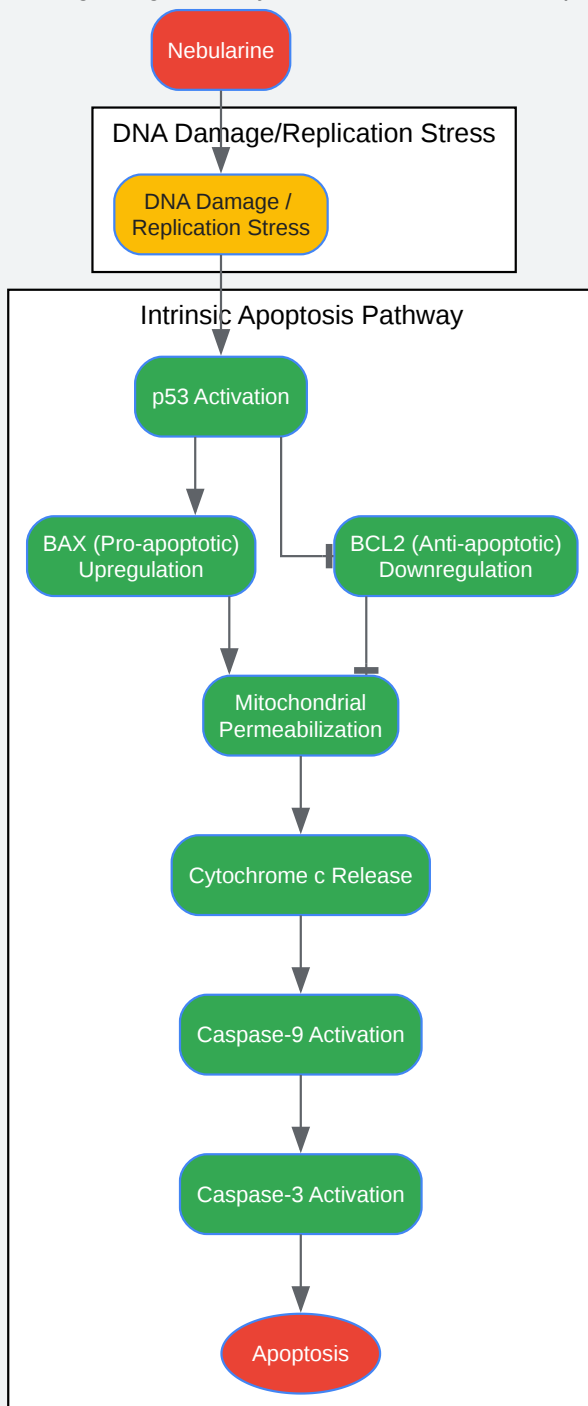 Nebularine
DNA Damage/Replication Stress
DNA Damage /
Replication Stress
Intrinsic Apoptosis Pathway
p53 Activation
BAX (Pro-apoptotic)
Upregulation
BCL2 (Anti-apoptotic)
Downregulation
Mitochondrial
Permeabilization
Cytochrome c Release
Caspase-9 Activation
Caspase-3 Activation
Apoptosis